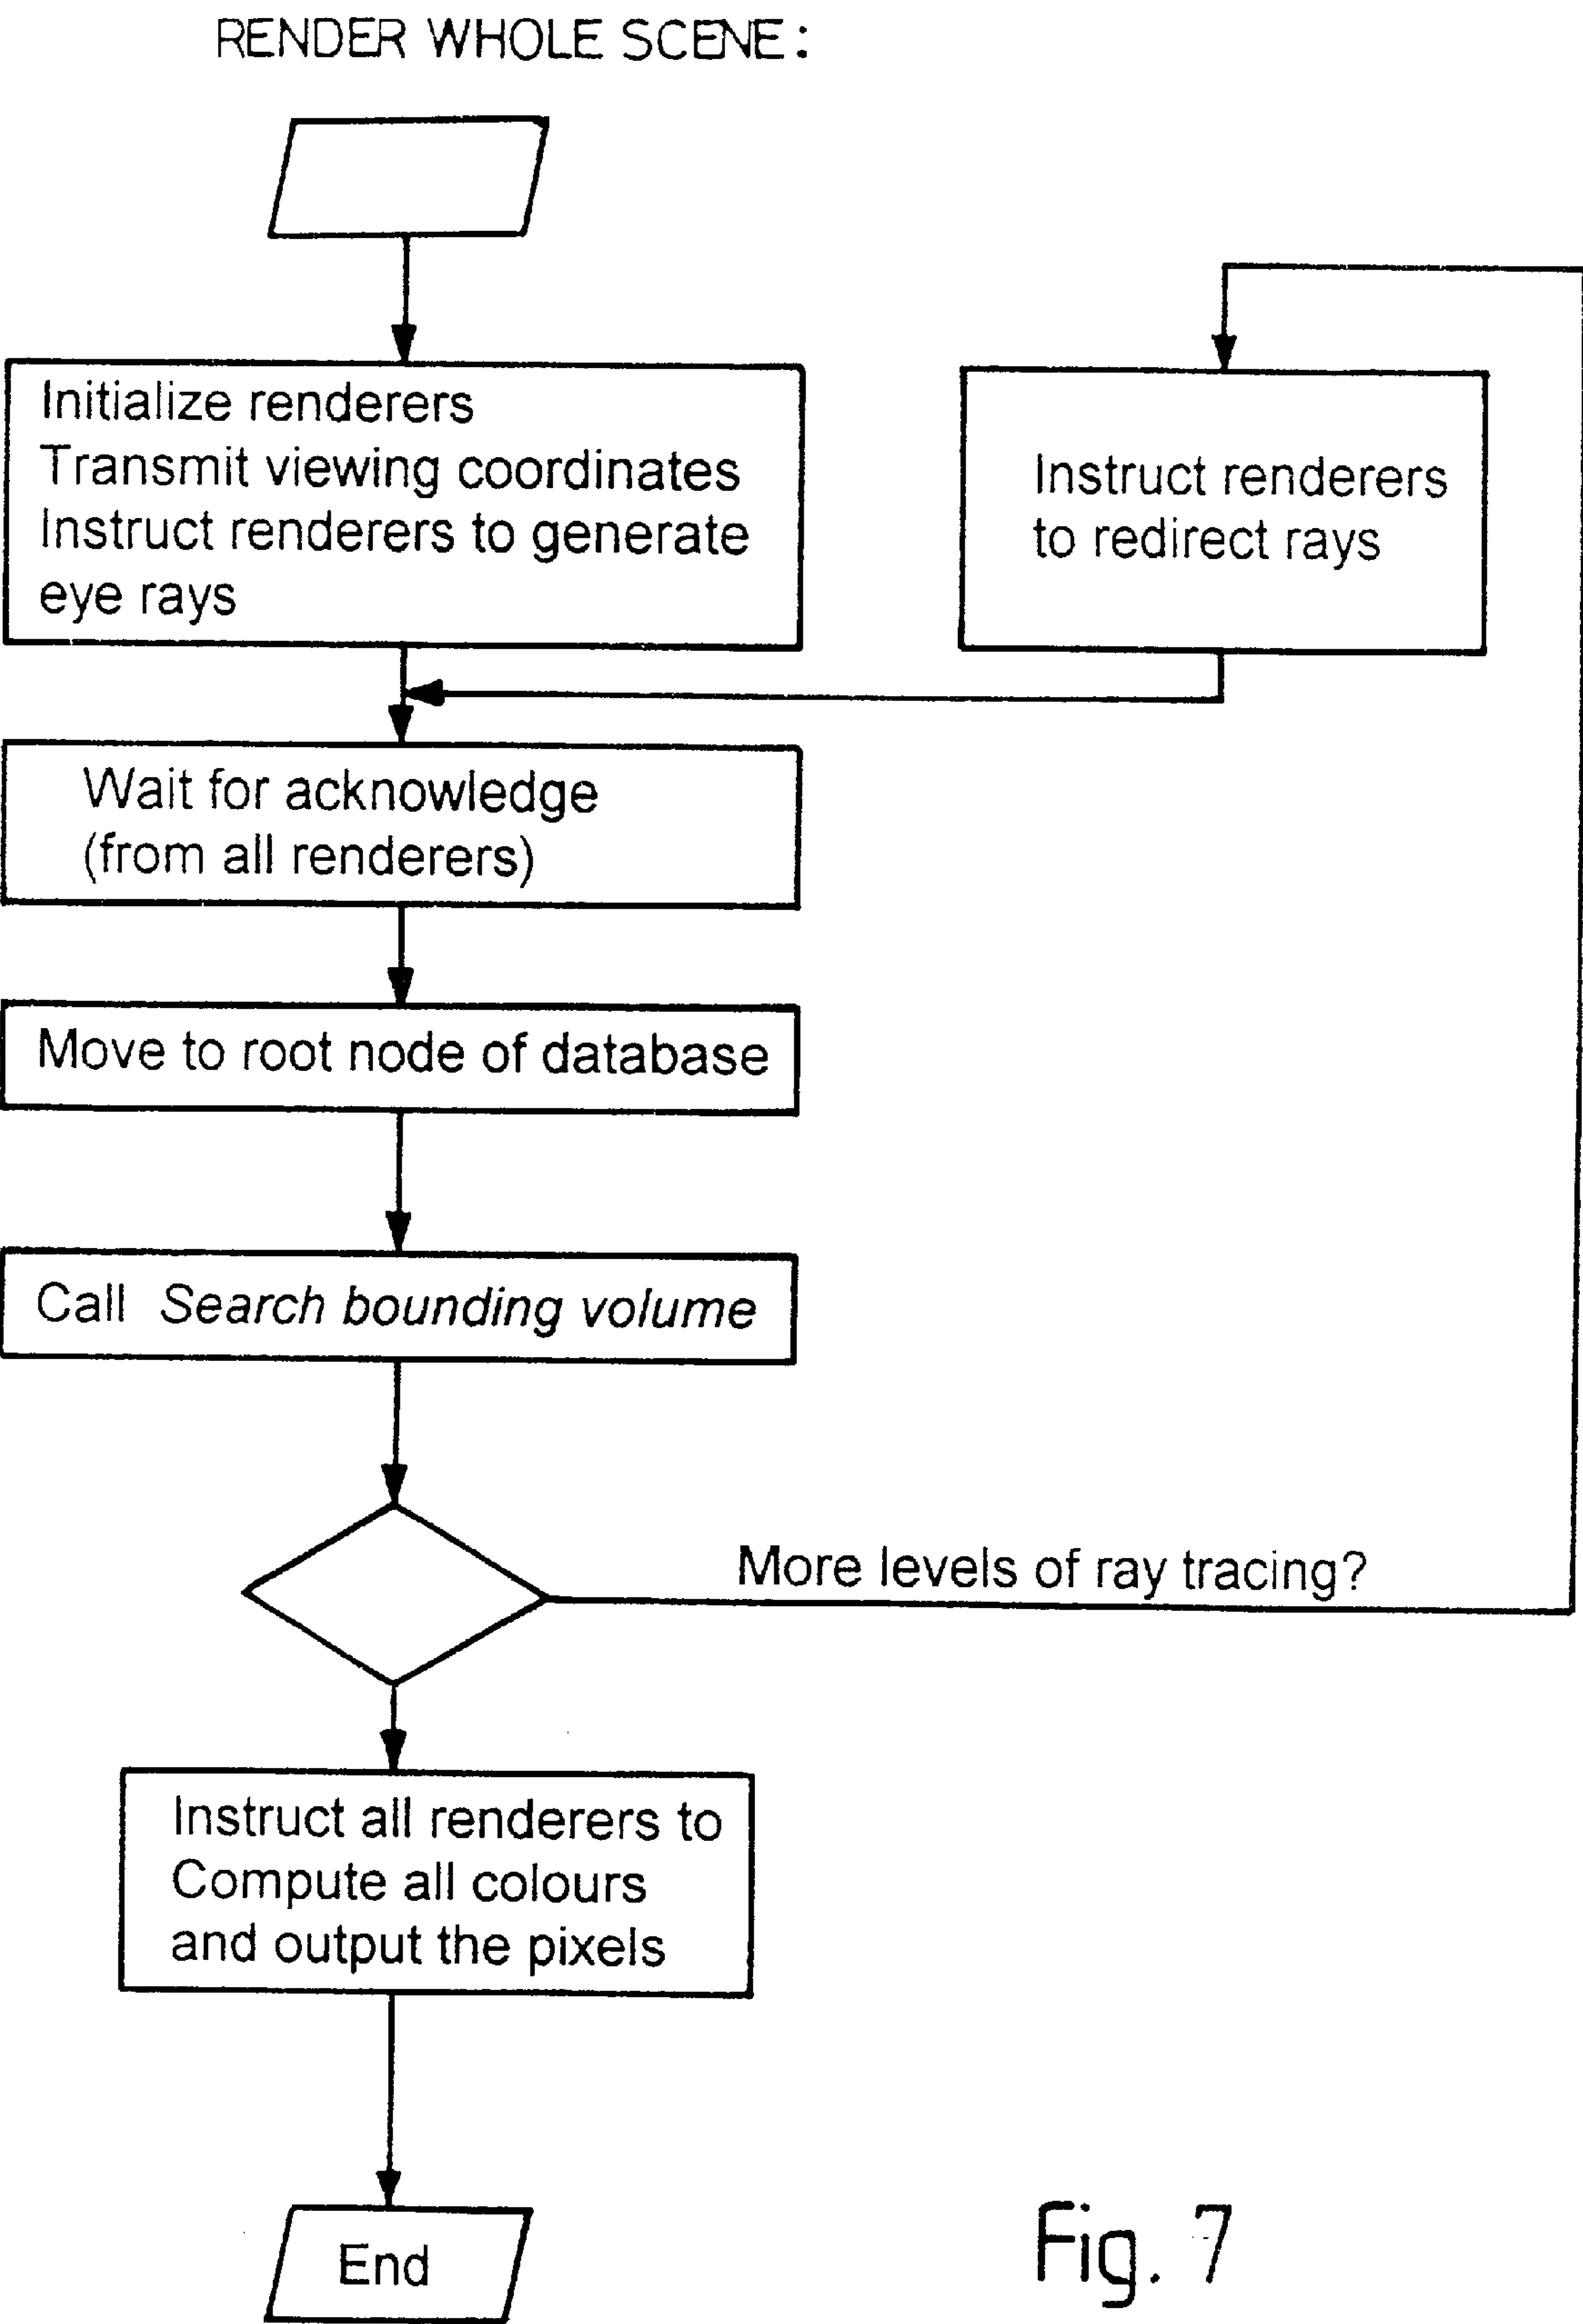 RENDER WHOLE SCENE:
Initialize renderers
Transmit viewing coordinates
Instruct renderers to generate
eye rays
Instruct renderers
to redirect rays
Wait for acknowledge
(from all renderers)
Move to root node of database
Call Search bounding volume
More levels of ray tracing?
Instruct all renderers to
Compute all colours
and output the pixels
End
Fig. 7